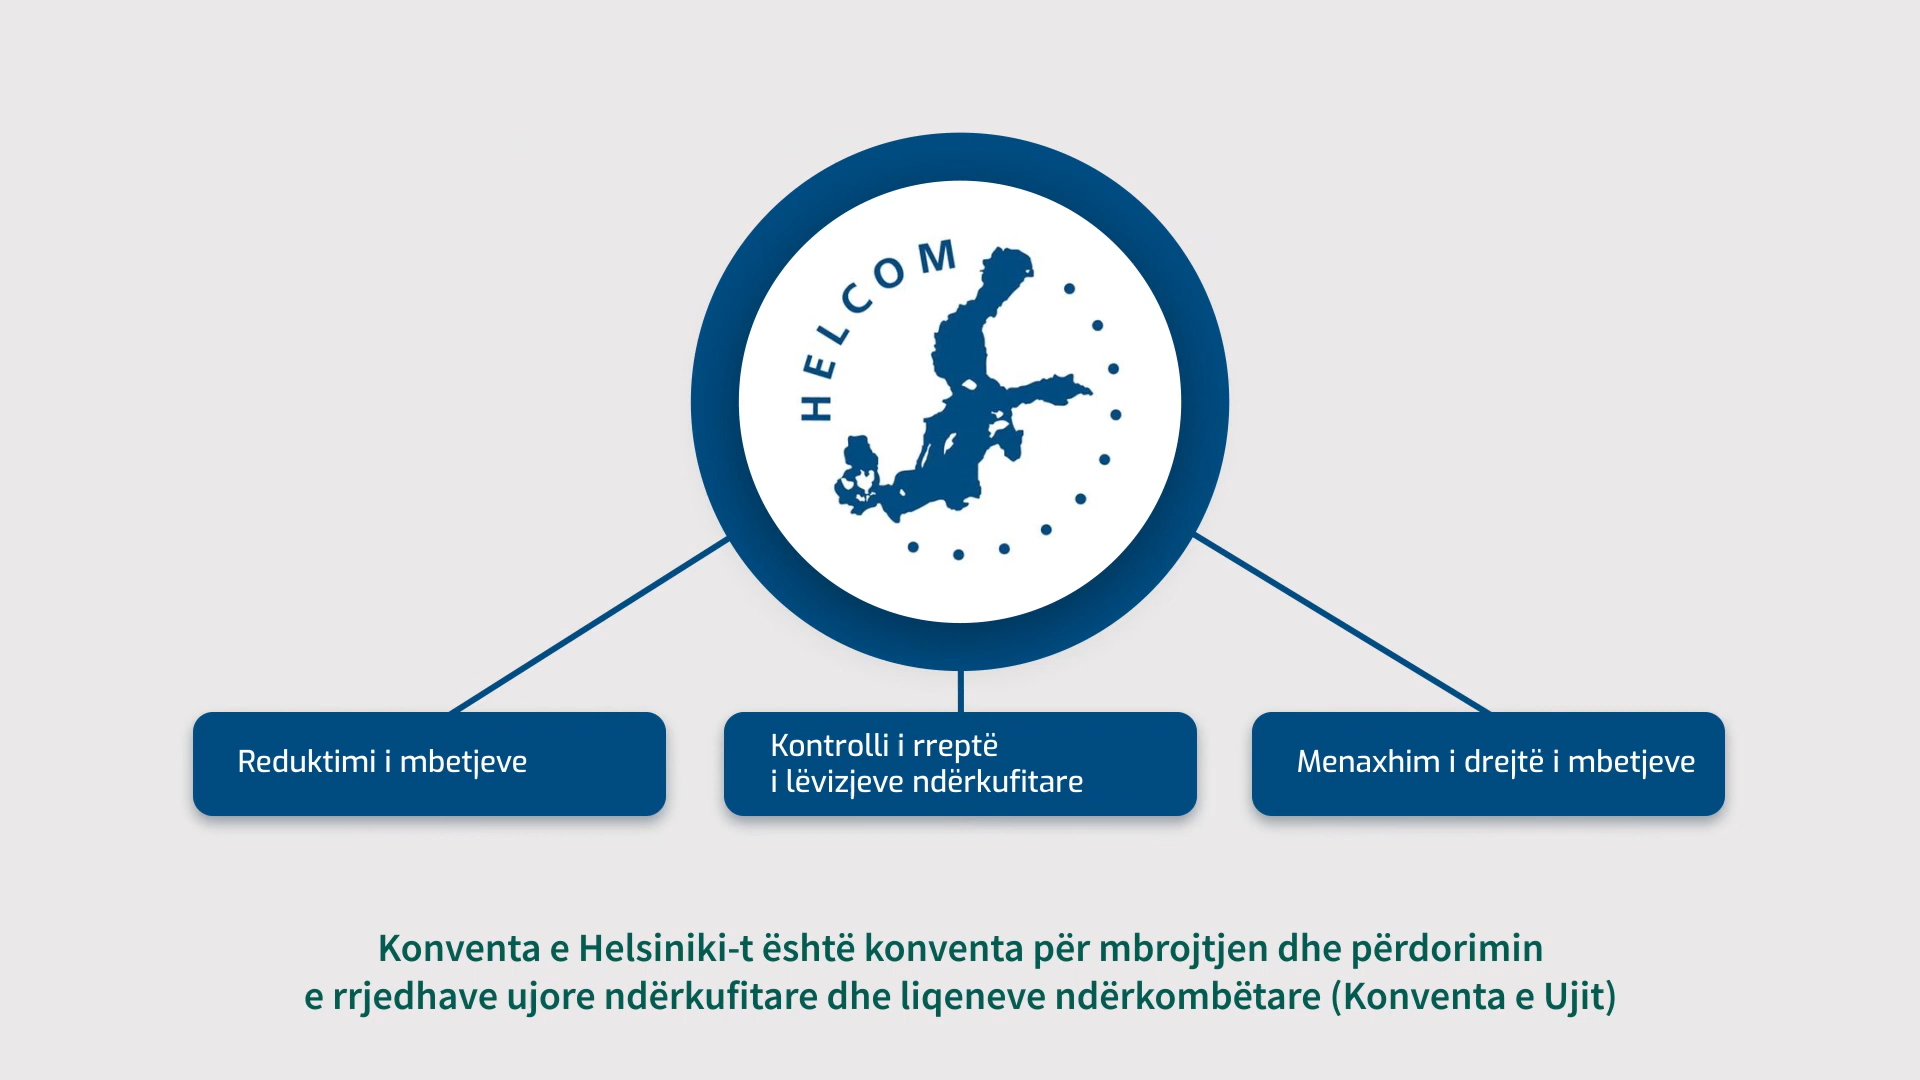 HELCOM
Reduktimi i mbetjeve
Kontrolli i rreptë
i lëvizjeve ndërkufitare
Menaxhim i drejtë i mbetjeve
Konventa e Helsiniki-t është konventa për mbrojtjen dhe përdorimin
e rrjedhave ujore ndërkufitare dhe liqeneve ndërkombëtare (Konventa e Ujit)